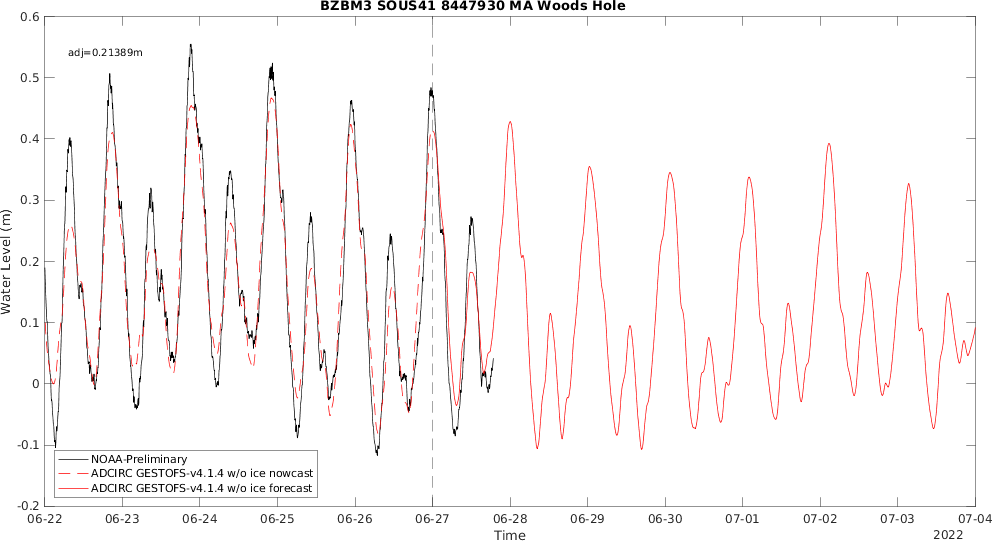 BZBM3 SOUS41 8447930 MA Woods Hole
adj=0.21389m
Water Level (m)
0.6
0.5
0.4
0.3
0.2
0.1
0
-0.1
-0.2
NOAA-Preliminary
ADCIRC GESTOFS-v4.1.4 w/o ice nowcast
ADCIRC GESTOFS-v4.1.4 w/o ice forecast
06-22 06-23 06-24 06-25 06-26 06-27 06-28 06-29 06-30 07-01 07-02 07-03 07-04
Time
2022